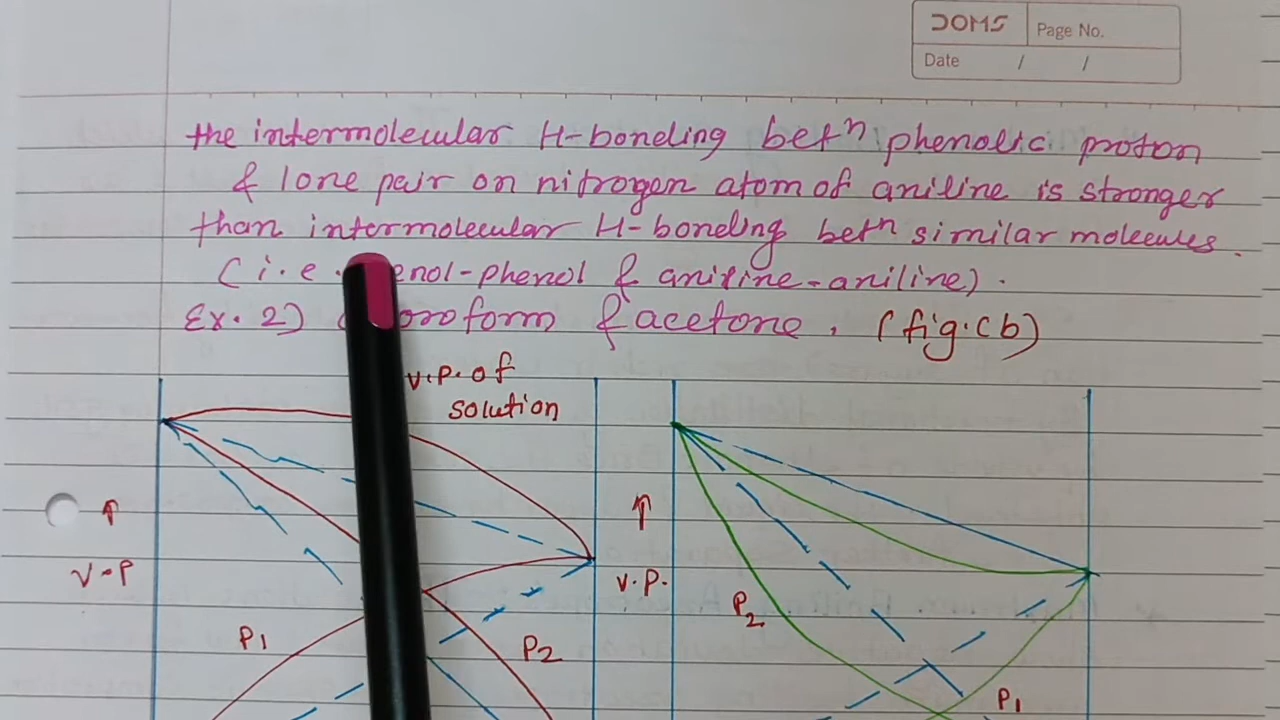 DOMS
Page No.
Date / /
the intermolecular H-bonding betn phenolic proton
& lone pair on nitrogen atom of aniline is stronger
than intermolecular H-bonding betn similar molecules.
(i.e. enol-phenol & aniline-aniline).
Ex. 2) oroform & acetone. (fig. (b)
v.p. of
solution
↑
v.p
P1
P2
↑
v.p.
P2
P1